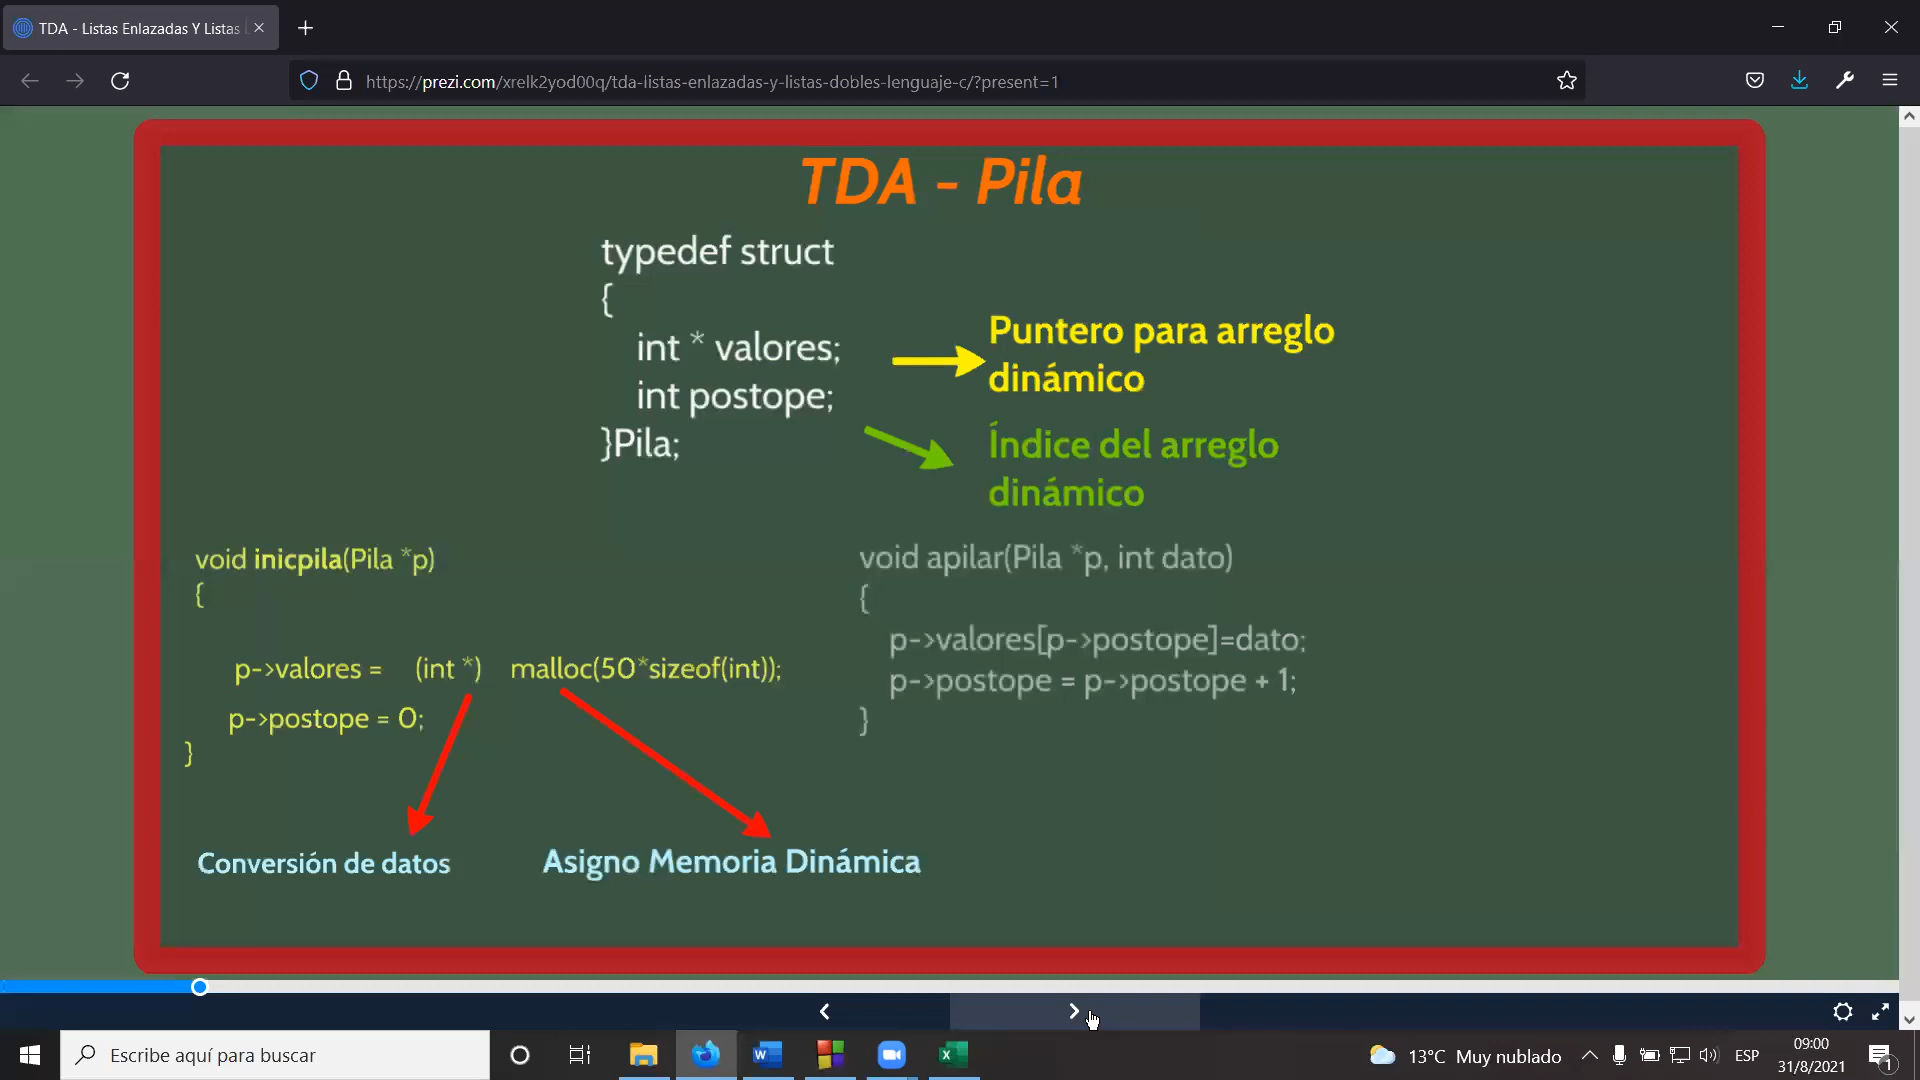 TDA - Listas Enlazadas Y Listas
https://prezi.com/xrelk2yod00q/tda-listas-enlazadas-y-listas-dobles-lenguaje-c/?present=1
TDA - Pila
typedef struct
{
int * valores;
int postope;
}Pila;
Puntero para arreglo
dinámico
Índice del arreglo
dinámico
void inicpila(Pila *p)
{
p->valores = (int *) malloc(50*sizeof(int));
p->postope = 0;
}
Conversión de datos
Asigno Memoria Dinámica
void apilar(Pila *p, int dato)
{
p->valores[p->postope]=dato;
p->postope = p->postope + 1;
}
Escribe aquí para buscar
13°C Muy nublado
ESP
09:00
31/8/2021
1